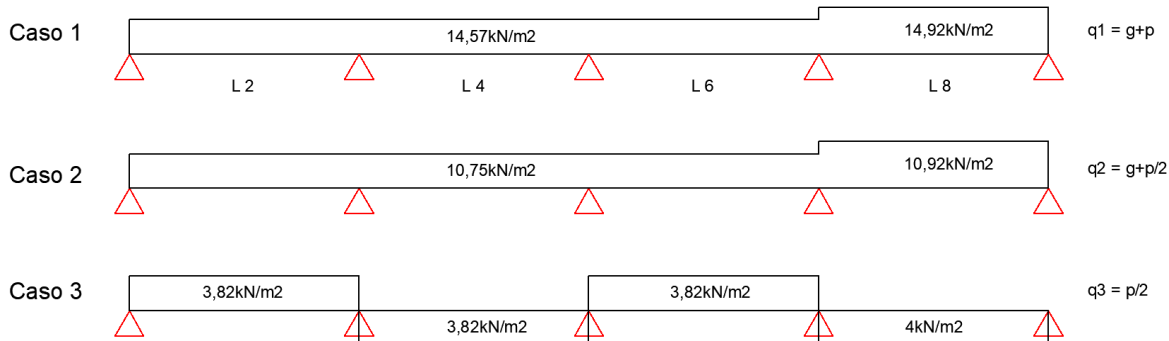 Caso 1
14,57kN/m2
14,92kN/m2
q1 = g+p
L 2
L 4
L 6
L 8
Caso 2
10,75kN/m2
10,92kN/m2
q2 = g+p/2
Caso 3
3,82kN/m2
3,82kN/m2
q3 = p/2
3,82kN/m2
4kN/m2